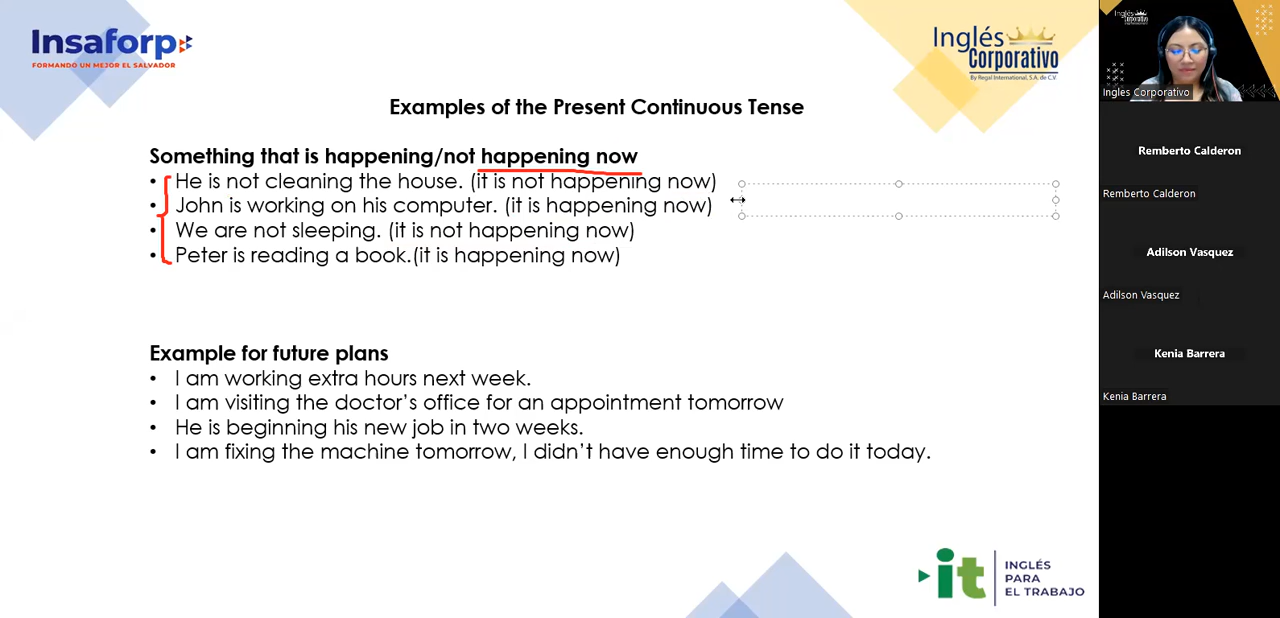 Insaforp
FORMANDO UN MEJOR EL SALVADOR
Inglés
Corporativo
By Regal International, S.A. de C.V.
Examples of the Present Continuous Tense
Something that is happening/not happening now
• He is not cleaning the house. (it is not happening now)
• John is working on his computer. (it is happening now)
• We are not sleeping. (it is not happening now)
• Peter is reading a book.(it is happening now)
Example for future plans
• I am working extra hours next week.
• I am visiting the doctor’s office for an appointment tomorrow
• He is beginning his new job in two weeks.
• I am fixing the machine tomorrow, I didn’t have enough time to do it today.
it
INGLÉS
PARA
EL TRABAJO
Inglés
Corporativo
Ingles Corporativo
Remberto Calderon
Remberto Calderon
Adilson Vasquez
Adilson Vasquez
Kenia Barrera
Kenia Barrera